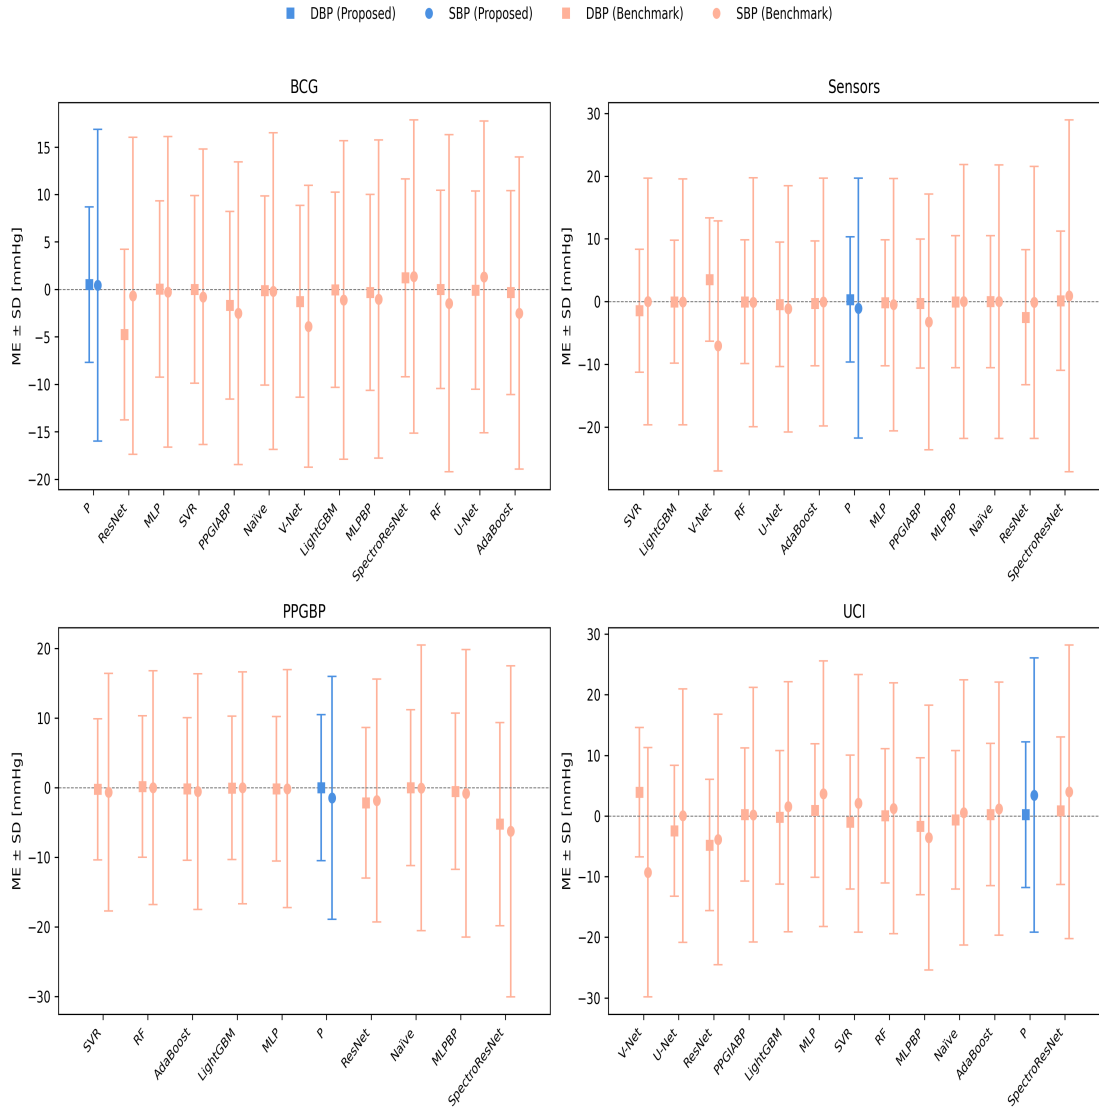 DBP (Proposed) SBP (Proposed) DBP (Benchmark) SBP (Benchmark)
BCG
ME ± SD [mmHg]
15
10
5
0
−5
−10
−15
−20
P ResNet MLP SVR PPGIABP Naïve V-Net LightGBM MLPBP SpectroResNet RF U-Net AdaBoost
Sensors
ME ± SD [mmHg]
30
20
10
0
−10
−20
SVR LightGBM V-Net RF U-Net AdaBoost P MLP PPGIABP MLPBP Naïve ResNet SpectroResNet
PPGBP
ME ± SD [mmHg]
20
10
0
−10
−20
−30
SVR RF AdaBoost LightGBM MLP P ResNet Naïve MLPBP SpectroResNet
UCI
ME ± SD [mmHg]
30
20
10
0
−10
−20
−30
V-Net U-Net ResNet PPGIABP LightGBM MLP SVR RF MLPBP Naïve AdaBoost P SpectroResNet